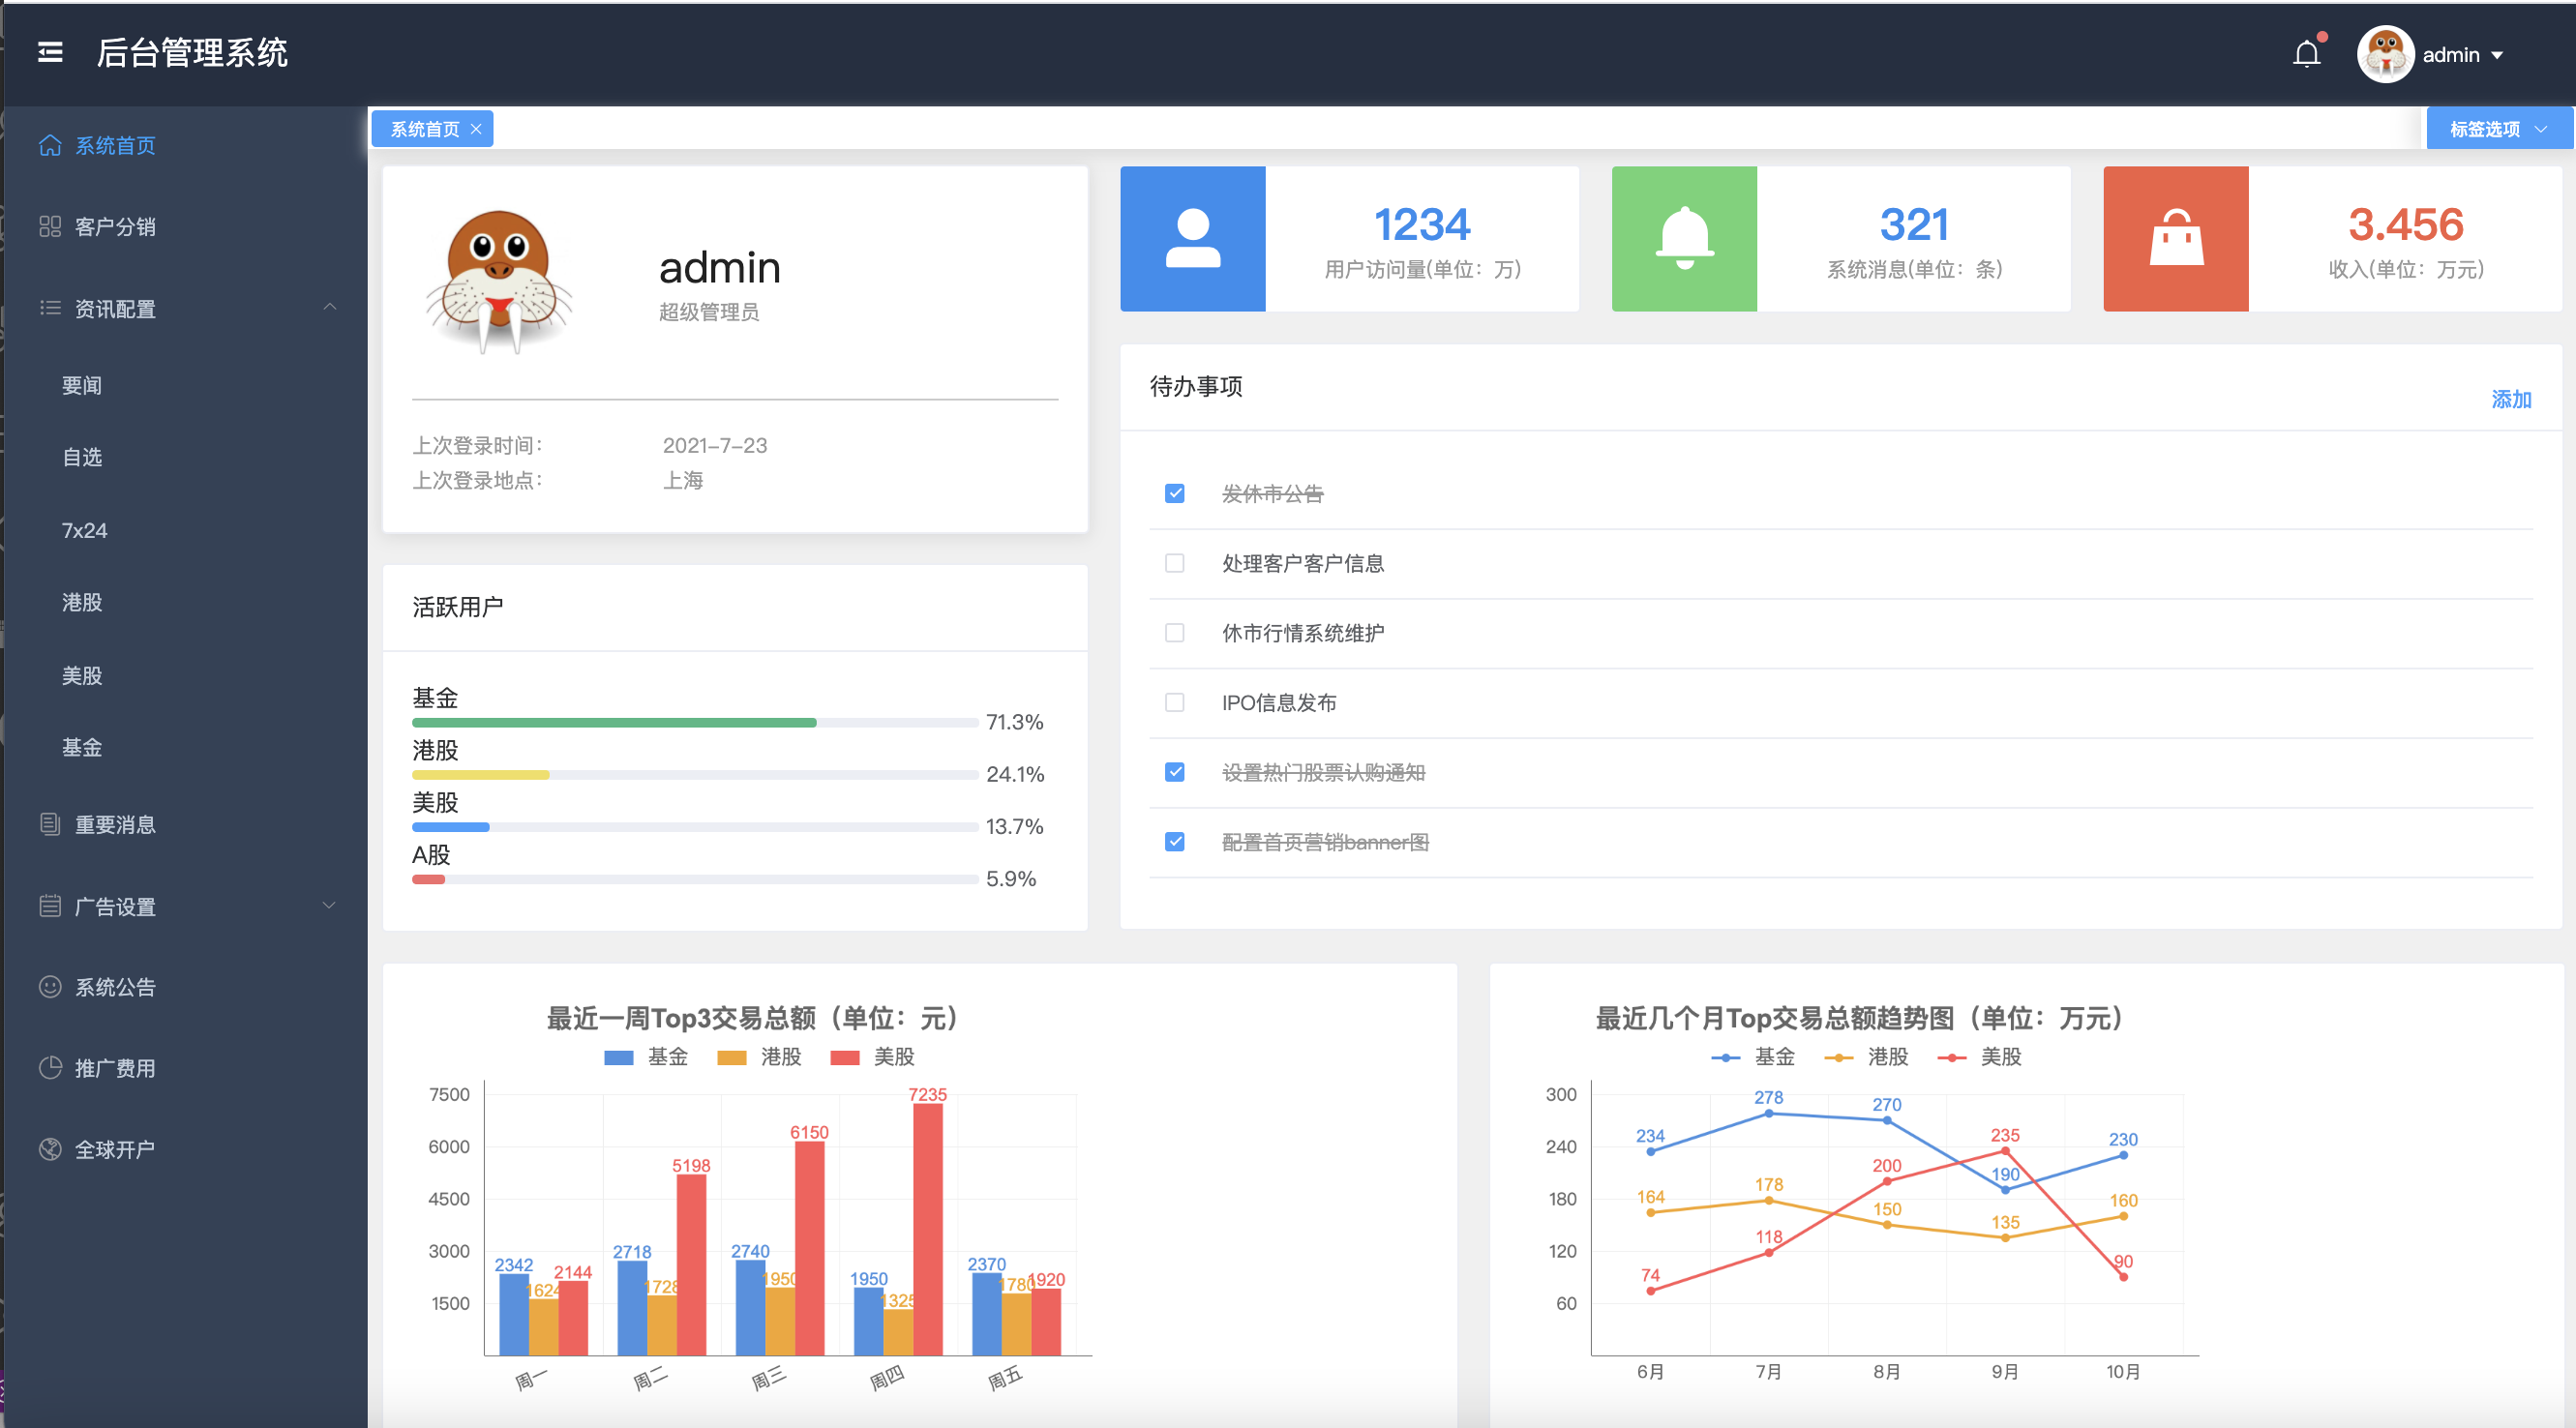 后台管理系统
admin
系统首页
客户分销
资讯配置
要闻
自选
7x24
港股
美股
基金
重要消息
广告设置
系统公告
推广费用
全球开户
系统首页
标签选项
admin
超级管理员
上次登录时间：
2021-7-23
上次登录地点：
上海
1234
用户访问量(单位：万)
321
系统消息(单位：条)
3.456
收入(单位：万元)
待办事项
添加
发休市公告
处理客户客户信息
休市行情系统维护
IPO信息发布
设置热门股票认购通知
配置首页营销banner图
活跃用户
基金
71.3%
港股
24.1%
美股
13.7%
A股
5.9%
最近一周Top3交易总额（单位：元）
基金 港股 美股
7500
6000
4500
3000
1500
2342 1624 2144
2718 1728 5198
2740 1950 6150
1950 1325 7235
2370 1780 1920
周一 周二 周三 周四 周五
最近几个月Top交易总额趋势图（单位：万元）
基金 港股 美股
300
240
180
120
60
234 278 270 190 230
164 178 150 135 160
74 118 200 235 90
6月 7月 8月 9月 10月